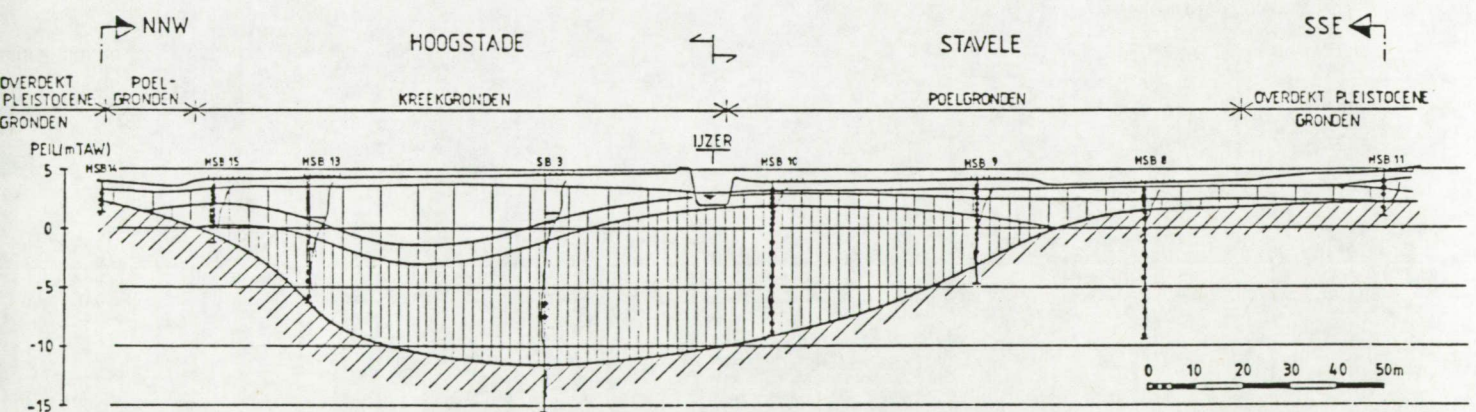 NNW
HOOGSTADE
STAVELE
SSE
OVERDEKT
PLEISTOCENE
GRONDEN
POEL-
GRONDEN
KREEKGRONDEN
POELGRONDEN
OVERDEKT PLEISTOCENE
GRONDEN
PEIL(mTAW)
IJZER
HSB 14
HSB 15
HSB 13
SB 3
HSB 10
HSB 9
HSB 8
HSB 11
5
0
-5
-10
-15
0 10 20 30 40 50m